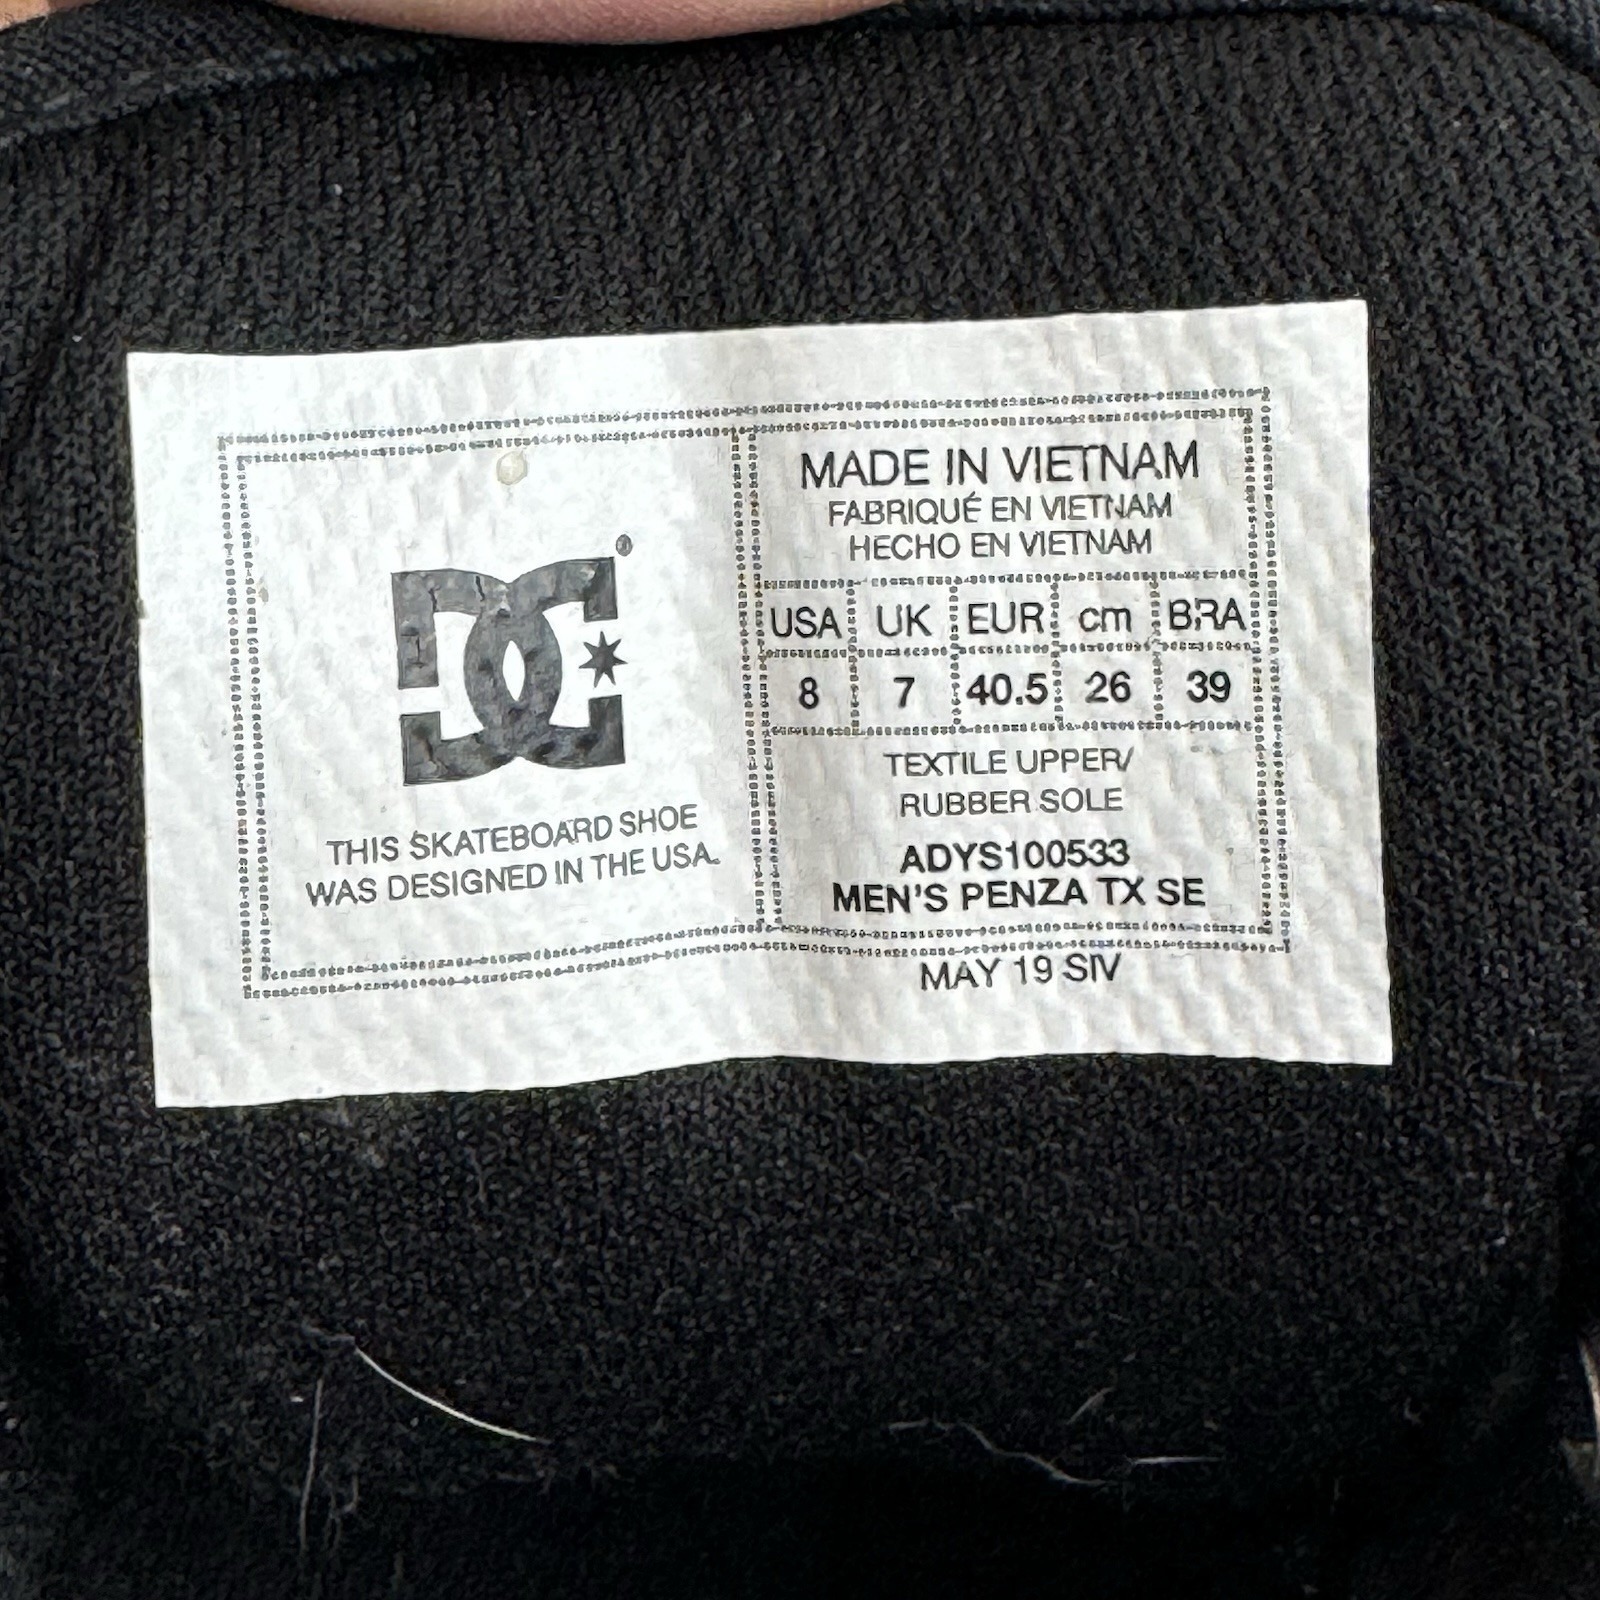 DC
THIS SKATEBOARD SHOE
WAS DESIGNED IN THE USA.
MADE IN VIETNAM
FABRIQUÉ EN VIETNAM
HECHO EN VIETNAM
USA UK EUR cm BRA
8 7 40.5 26 39
TEXTILE UPPER/
RUBBER SOLE
ADYS100533
MEN'S PENZA TX SE
MAY 19 SIV